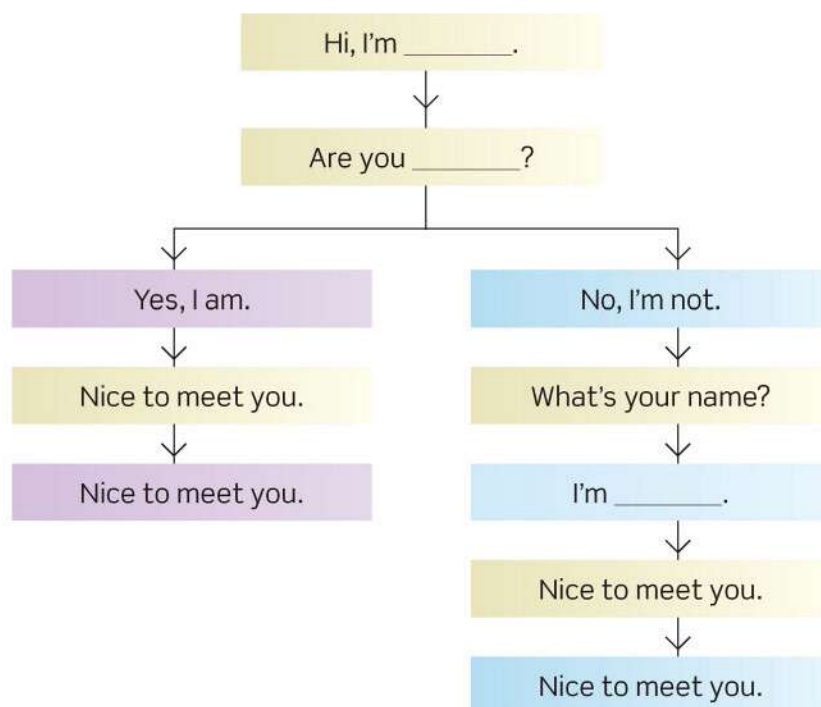 Hi, I'm ________.
Are you ________?
Yes, I am.
Nice to meet you.
Nice to meet you.
No, I'm not.
What's your name?
I'm ________.
Nice to meet you.
Nice to meet you.